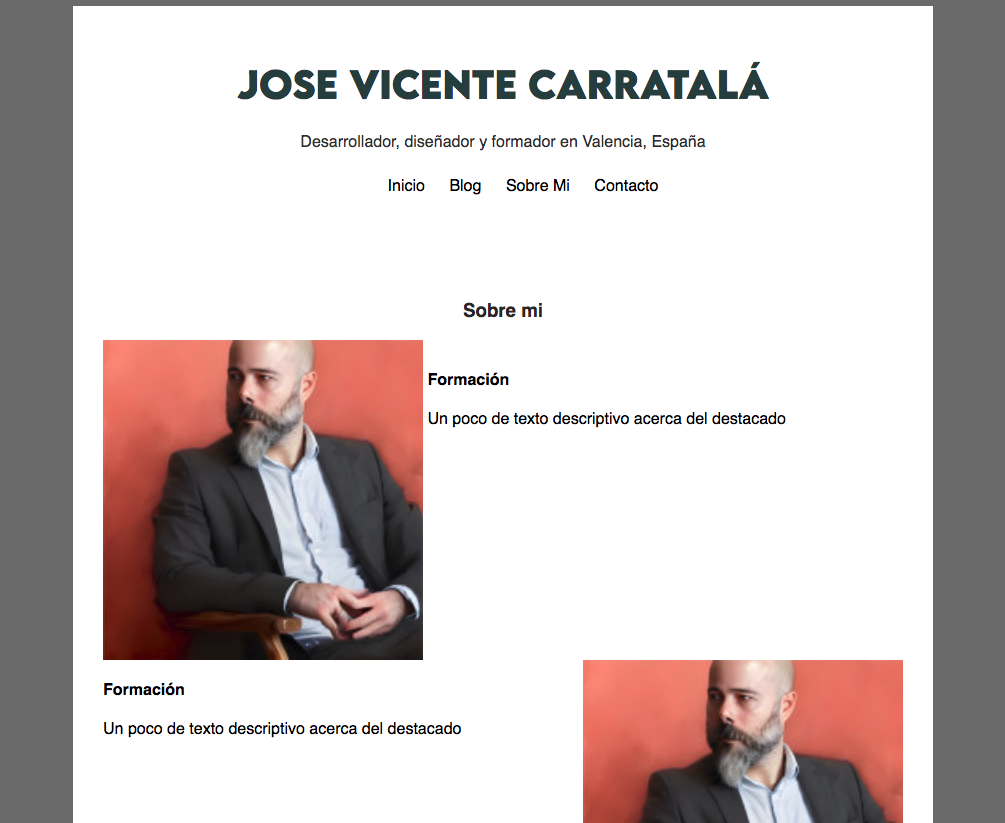 JOSE VICENTE CARRATALÁ
Desarrollador, diseñador y formador en Valencia, España
Inicio Blog Sobre Mi Contacto
Sobre mi
Formación
Un poco de texto descriptivo acerca del destacado
Formación
Un poco de texto descriptivo acerca del destacado